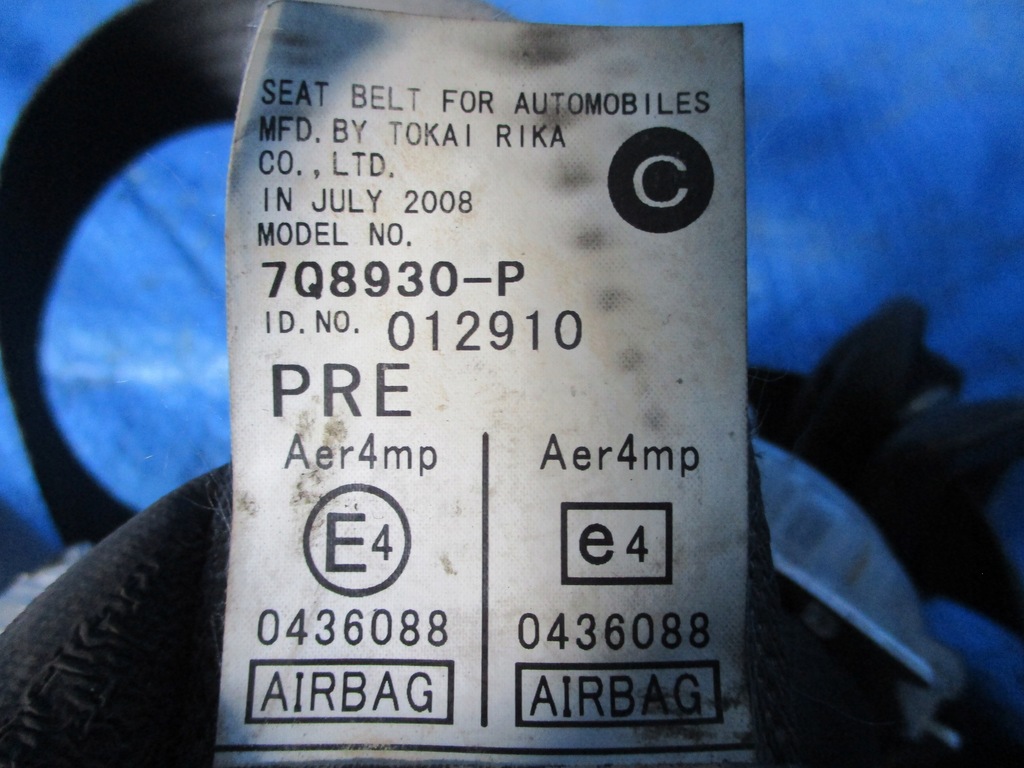 SEAT BELT FOR AUTOMOBILES
MFD. BY TOKAI RIKA
CO., LTD.
C
IN JULY 2008
MODEL NO.
7Q8930-P
ID. NO. 012910
PRE
Aer4mp
E4
0436088
AIRBAG
Aer4mp
e4
0436088
AIRBAG